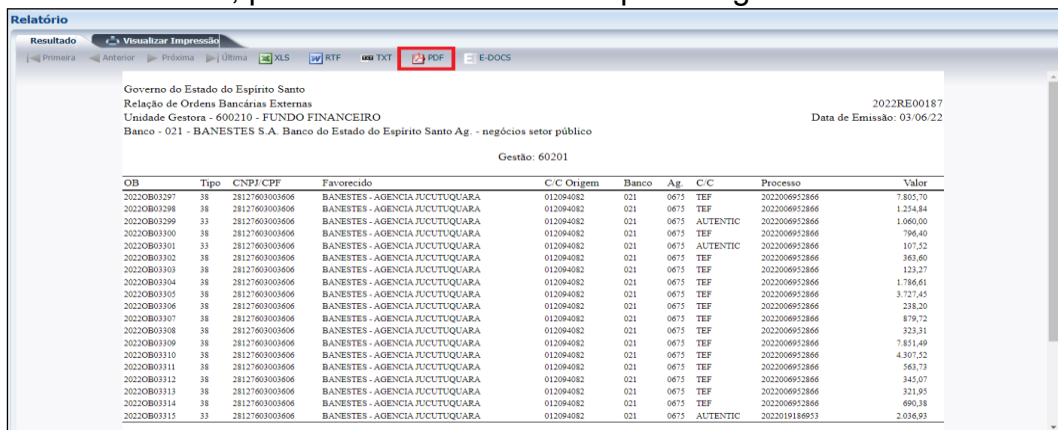 Relatório
Resultado Visualizar Impressão
Primeira Anterior Próxima Última XLS RTF TXT PDF E-DOCS
Governo do Estado do Espírito Santo
Relação de Ordens Bancárias Externas 2022RE00187
Unidade Gestora - 600210 - FUNDO FINANCEIRO Data de Emissão: 03/06/22
Banco - 021 - BANESTES S.A. Banco do Estado do Espírito Santo Ag. - negócios setor público
Gestão: 60201
OB Tipo CNPJ/CPF Favorecido C/C Origem Banco Ag. C/C Processo Valor
2022OB03297 38 28127603003606 BANESTES - AGENCIA JUCUTUQUARA 012094082 021 0675 TEF 2022006952866 7.805,70
2022OB03298 38 28127603003606 BANESTES - AGENCIA JUCUTUQUARA 012094082 021 0675 TEF 2022006952866 1.254,84
2022OB03299 33 28127603003606 BANESTES - AGENCIA JUCUTUQUARA 012094082 021 0675 AUTENTIC 2022006952866 1.060,00
2022OB03300 38 28127603003606 BANESTES - AGENCIA JUCUTUQUARA 012094082 021 0675 TEF 2022006952866 796,40
2022OB03301 33 28127603003606 BANESTES - AGENCIA JUCUTUQUARA 012094082 021 0675 AUTENTIC 2022006952866 107,52
2022OB03302 38 28127603003606 BANESTES - AGENCIA JUCUTUQUARA 012094082 021 0675 TEF 2022006952866 363,60
2022OB03303 38 28127603003606 BANESTES - AGENCIA JUCUTUQUARA 012094082 021 0675 TEF 2022006952866 123,27
2022OB03304 38 28127603003606 BANESTES - AGENCIA JUCUTUQUARA 012094082 021 0675 TEF 2022006952866 1.786,61
2022OB03305 38 28127603003606 BANESTES - AGENCIA JUCUTUQUARA 012094082 021 0675 TEF 2022006952866 3.727,45
2022OB03306 38 28127603003606 BANESTES - AGENCIA JUCUTUQUARA 012094082 021 0675 TEF 2022006952866 238,20
2022OB03307 38 28127603003606 BANESTES - AGENCIA JUCUTUQUARA 012094082 021 0675 TEF 2022006952866 879,72
2022OB03308 38 28127603003606 BANESTES - AGENCIA JUCUTUQUARA 012094082 021 0675 TEF 2022006952866 323,31
2022OB03309 38 28127603003606 BANESTES - AGENCIA JUCUTUQUARA 012094082 021 0675 TEF 2022006952866 7.851,49
2022OB03310 38 28127603003606 BANESTES - AGENCIA JUCUTUQUARA 012094082 021 0675 TEF 2022006952866 4.307,52
2022OB03311 38 28127603003606 BANESTES - AGENCIA JUCUTUQUARA 012094082 021 0675 TEF 2022006952866 563,73
2022OB03312 38 28127603003606 BANESTES - AGENCIA JUCUTUQUARA 012094082 021 0675 TEF 2022006952866 345,07
2022OB03313 38 28127603003606 BANESTES - AGENCIA JUCUTUQUARA 012094082 021 0675 TEF 2022006952866 321,95
2022OB03314 38 28127603003606 BANESTES - AGENCIA JUCUTUQUARA 012094082 021 0675 TEF 2022006952866 690,38
2022OB03315 33 28127603003606 BANESTES - AGENCIA JUCUTUQUARA 012094082 021 0675 AUTENTIC 2022019186953 2.036,93